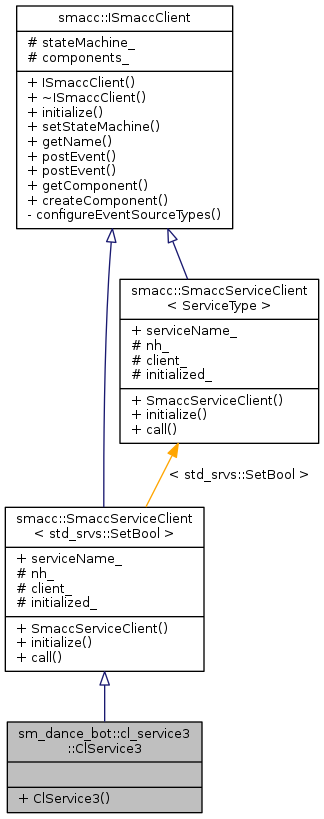 smacc::ISmaccClient
# stateMachine_
# components_
+ ISmaccClient()
+ ~ISmaccClient()
+ initialize()
+ setStateMachine()
+ getName()
+ postEvent()
+ postEvent()
+ getComponent()
+ createComponent()
- configureEventSourceTypes()
smacc::SmaccServiceClient
< ServiceType >
+ serviceName_
# nh_
# client_
# initialized_
+ SmaccServiceClient()
+ initialize()
+ call()
< std_srvs::SetBool >
smacc::SmaccServiceClient
< std_srvs::SetBool >
+ serviceName_
# nh_
# client_
# initialized_
+ SmaccServiceClient()
+ initialize()
+ call()
sm_dance_bot::cl_service3
::ClService3
+ ClService3()